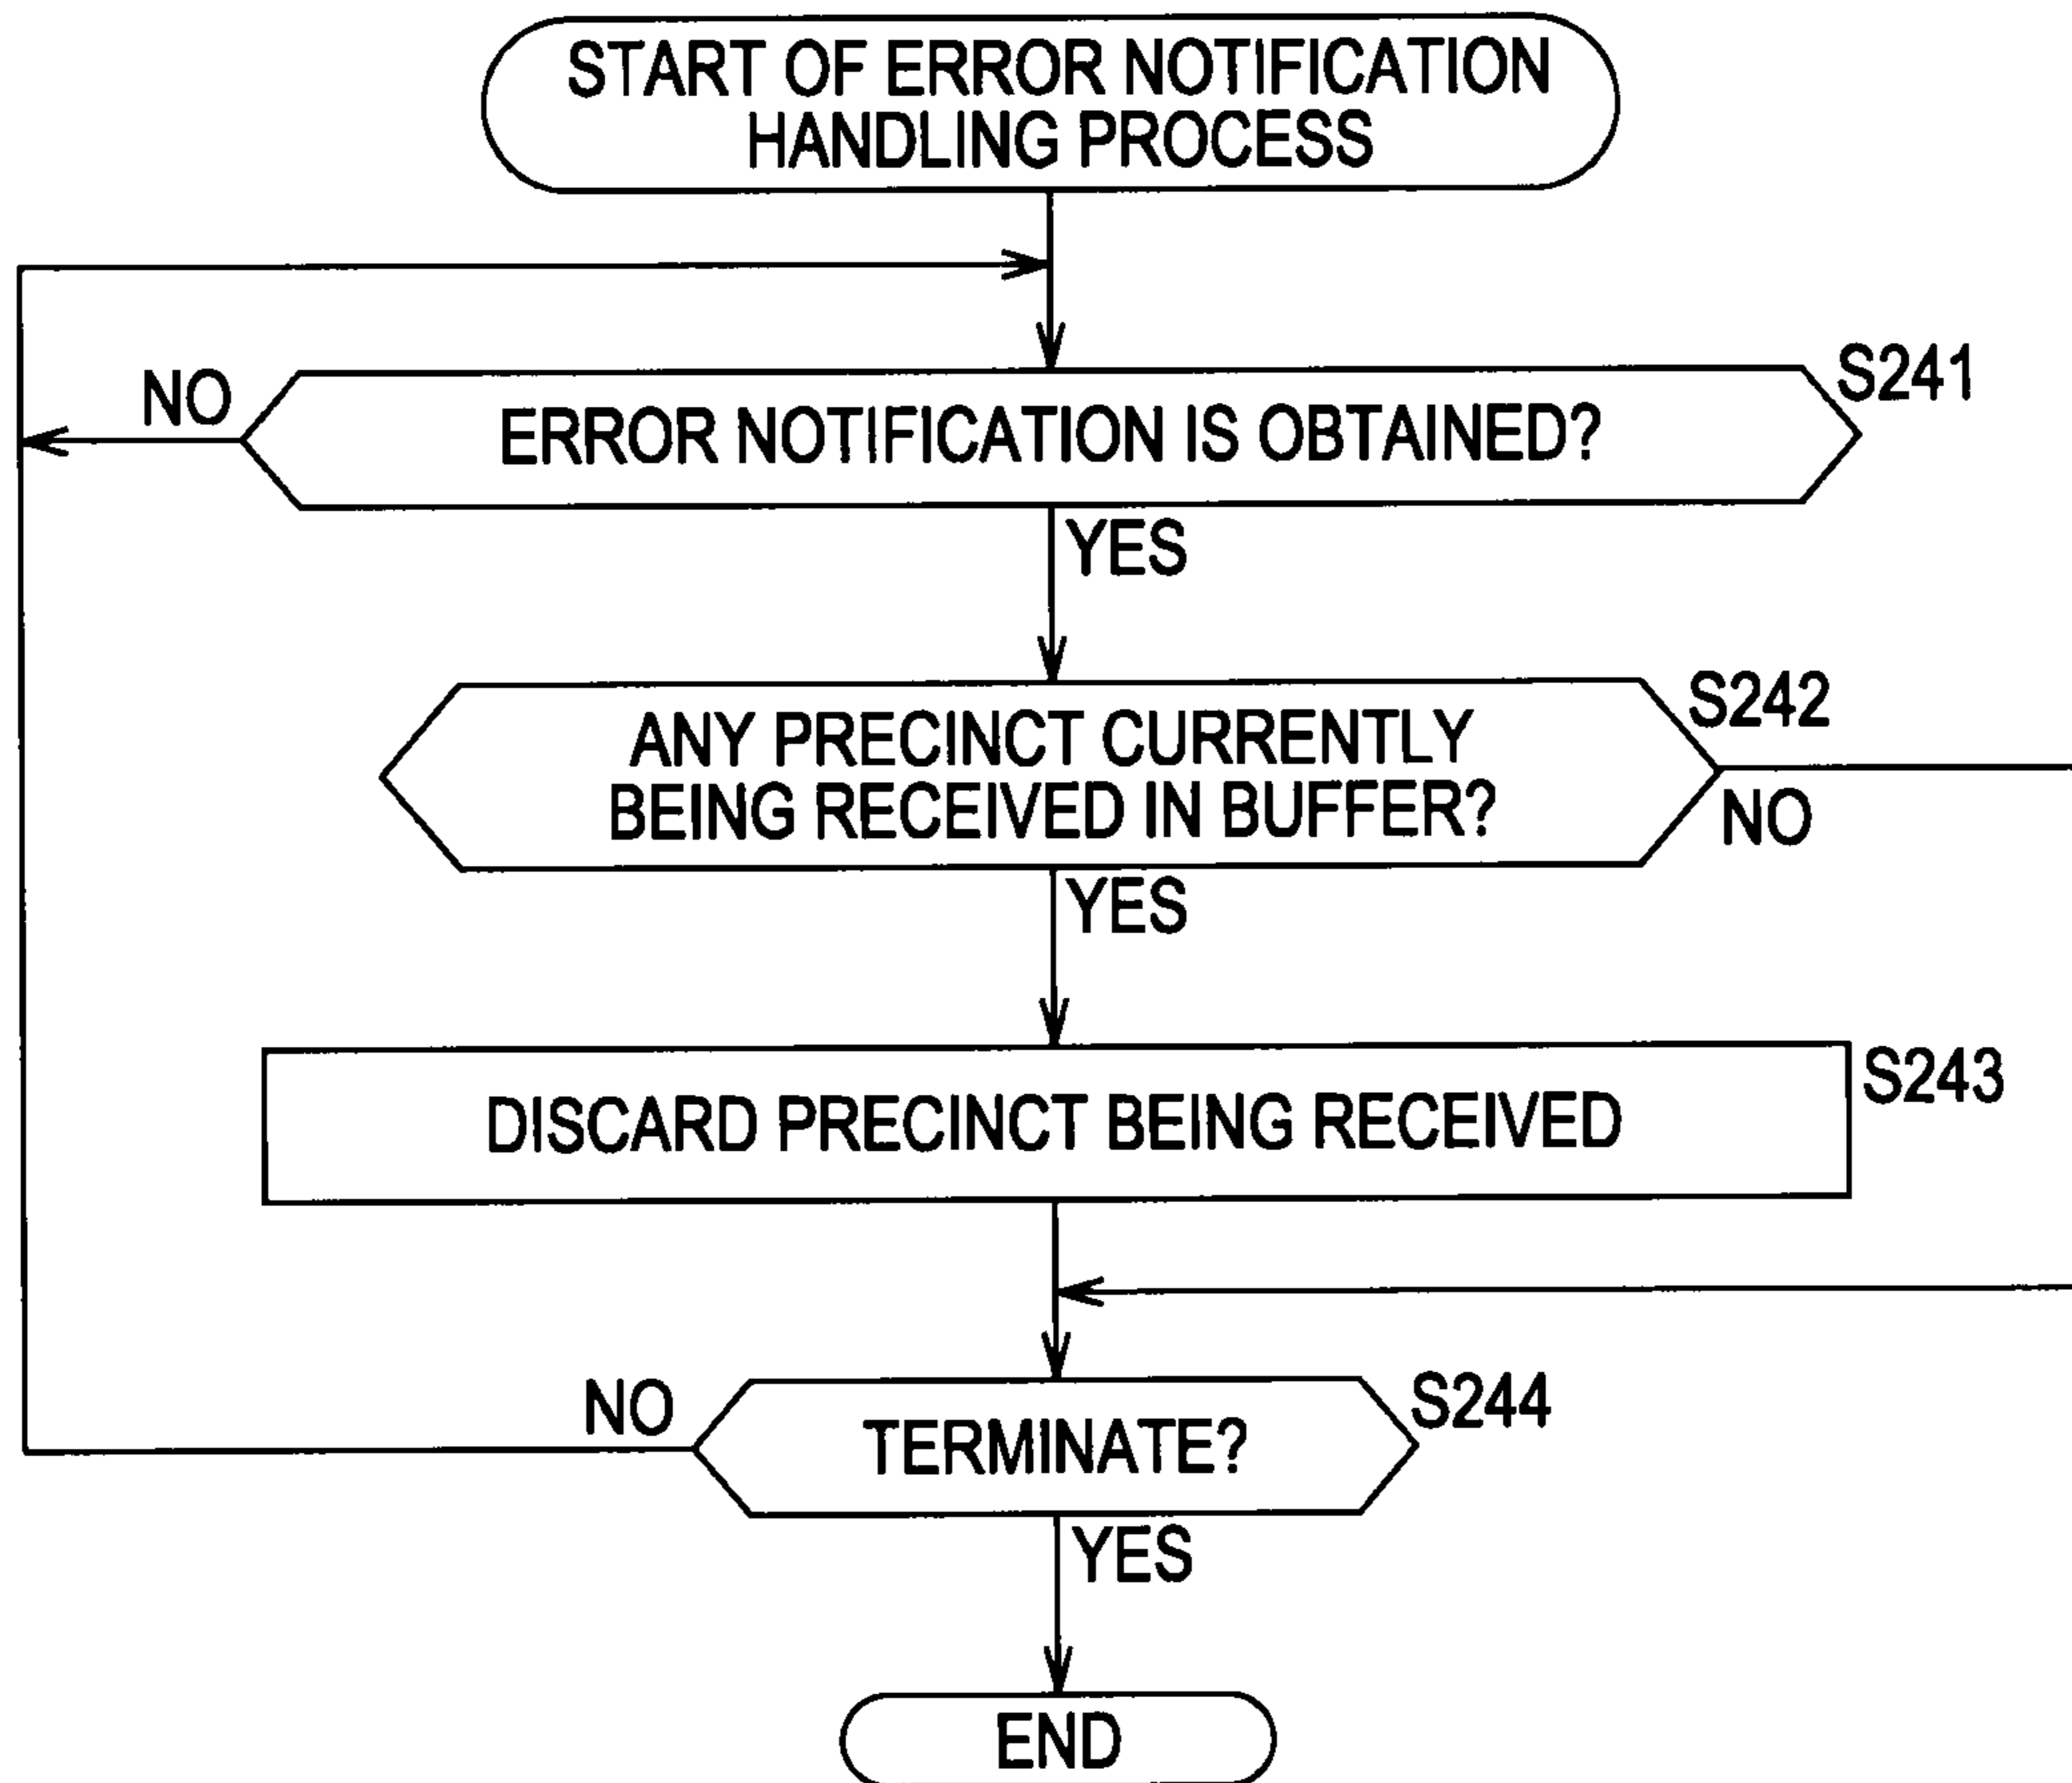 START OF ERROR NOTIFICATION
HANDLING PROCESS
S241
NO
ERROR NOTIFICATION IS OBTAINED?
YES
S242
ANY PRECINCT CURRENTLY
BEING RECEIVED IN BUFFER?
NO
YES
S243
DISCARD PRECINCT BEING RECEIVED
NO
S244
TERMINATE?
YES
END